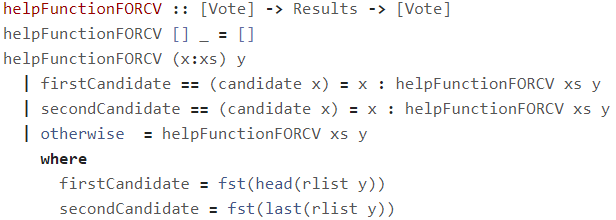 helpFunctionFORCV :: [Vote] -> Results -> [Vote]
helpFunctionFORCV [] _ = []
helpFunctionFORCV (x:xs) y
  | firstCandidate == (candidate x) = x : helpFunctionFORCV xs y
  | secondCandidate == (candidate x) = x : helpFunctionFORCV xs y
  | otherwise  = helpFunctionFORCV xs y
    where
      firstCandidate = fst(head(rlist y))
      secondCandidate = fst(last(rlist y))